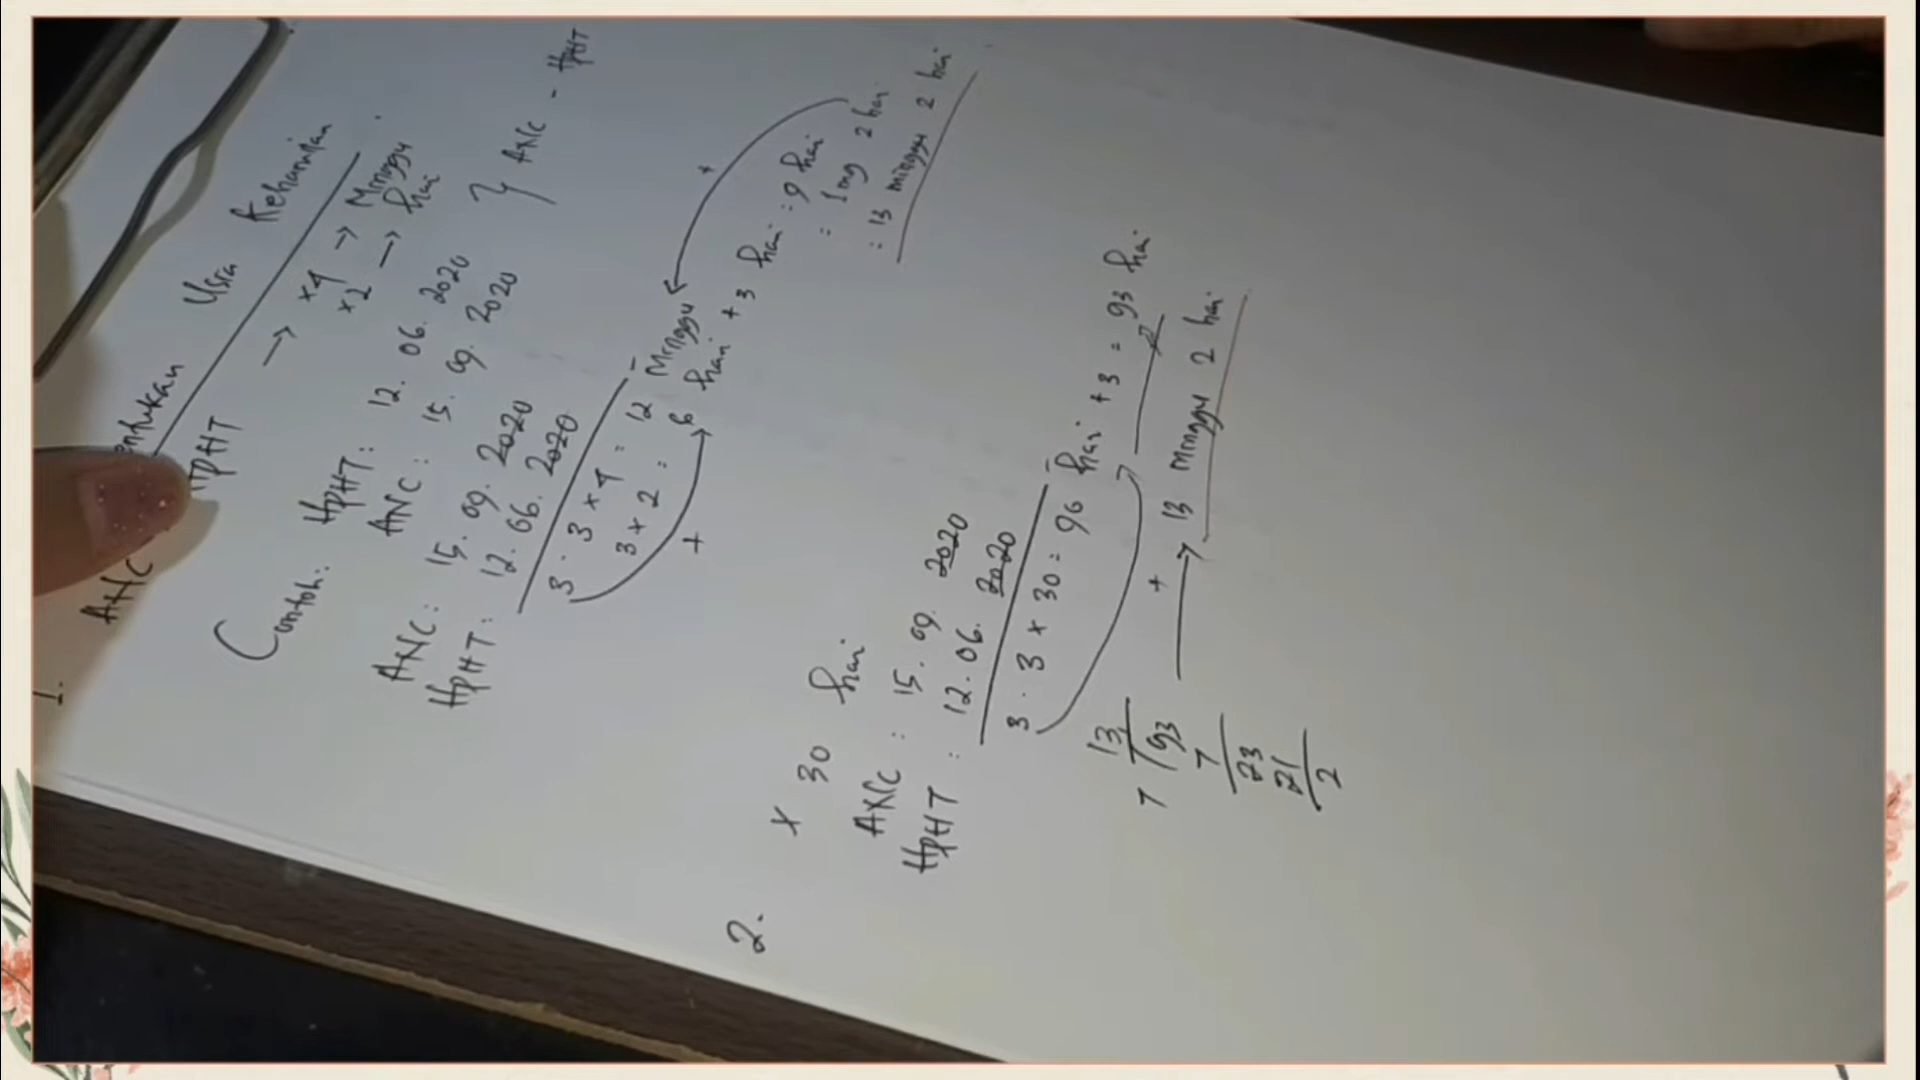 1.
Usia Kehamilan
ANC
HPHT → x4 → Minggu
x2 → hari
Contoh: HPHT: 12. 06. 2020
ANC: 15. 09. 2020 } ANC - HPHT
ANC: 15. 09. 2020
HPHT: 12. 06. 2020 -
3. 3 x 4 = 12 Minggu
3 x 2 = 6 hari + 3 hari = 9 hari
+
+
= 1 mg 2 hari
= 13 minggu 2 hari
2. x 30 hari
ANC : 15. 09. 2020
HPHT : 12. 06. 2020 -
3. 3 x 30 = 90 hari + 3 = 93 hari
+
→ 13 Minggu 2 hari
13
7 / 93
7
23
21
2